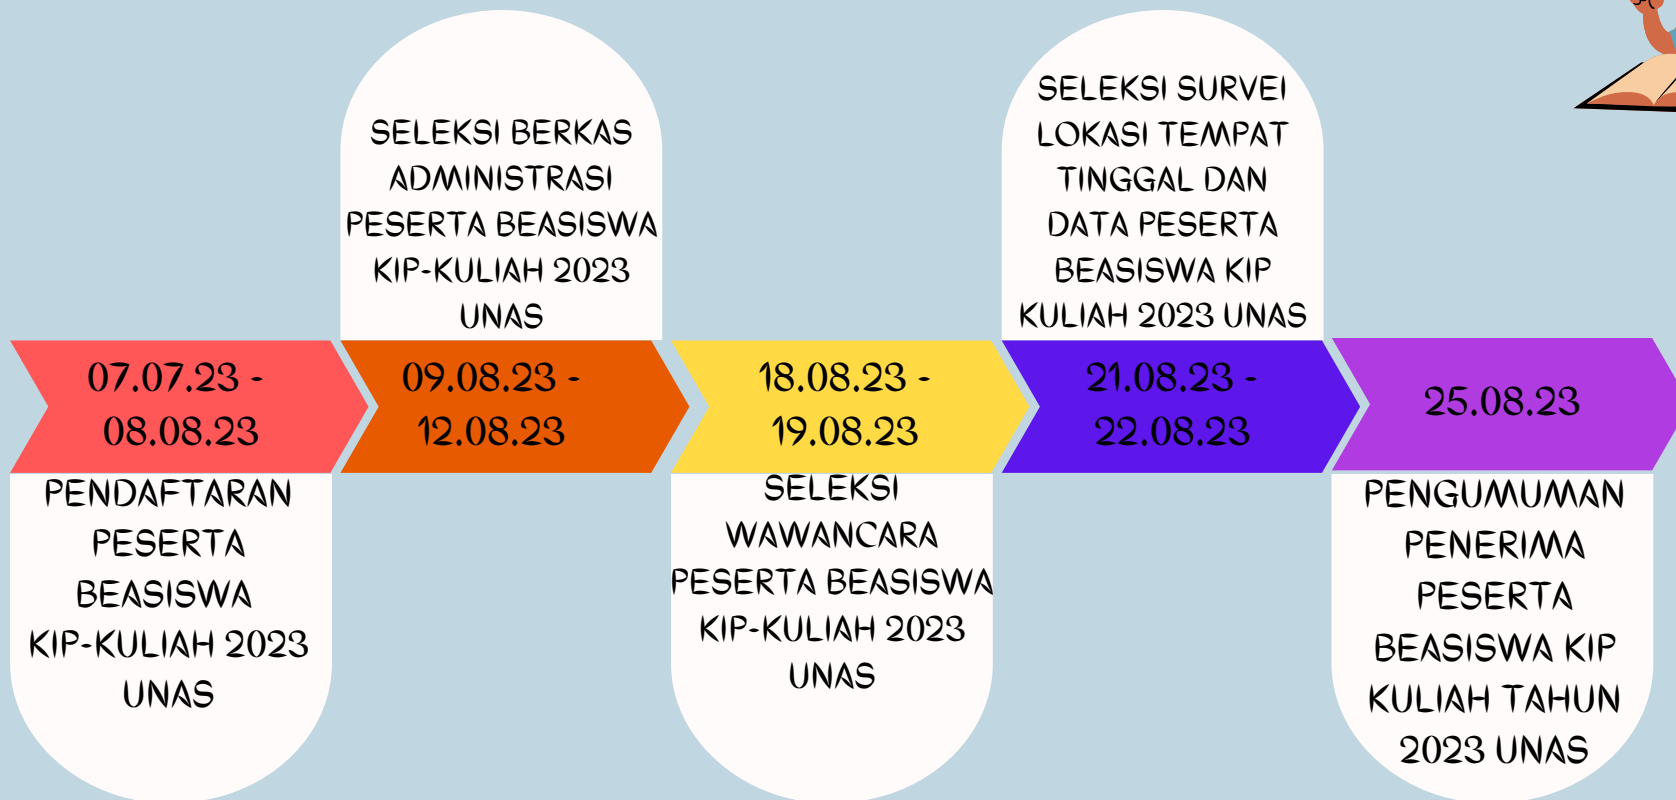 07.07.23 -
08.08.23
PENDAFTARAN
PESERTA
BEASISWA
KIP-KULIAH 2023
UNAS
SELEKSI BERKAS
ADMINISTRASI
PESERTA BEASISWA
KIP-KULIAH 2023
UNAS
09.08.23 -
12.08.23
18.08.23 -
19.08.23
SELEKSI
WAWANCARA
PESERTA BEASISWA
KIP-KULIAH 2023
UNAS
SELEKSI SURVEI
LOKASI TEMPAT
TINGGAL DAN
DATA PESERTA
BEASISWA KIP
KULIAH 2023 UNAS
21.08.23 -
22.08.23
25.08.23
PENGUMUMAN
PENERIMA
PESERTA
BEASISWA KIP
KULIAH TAHUN
2023 UNAS